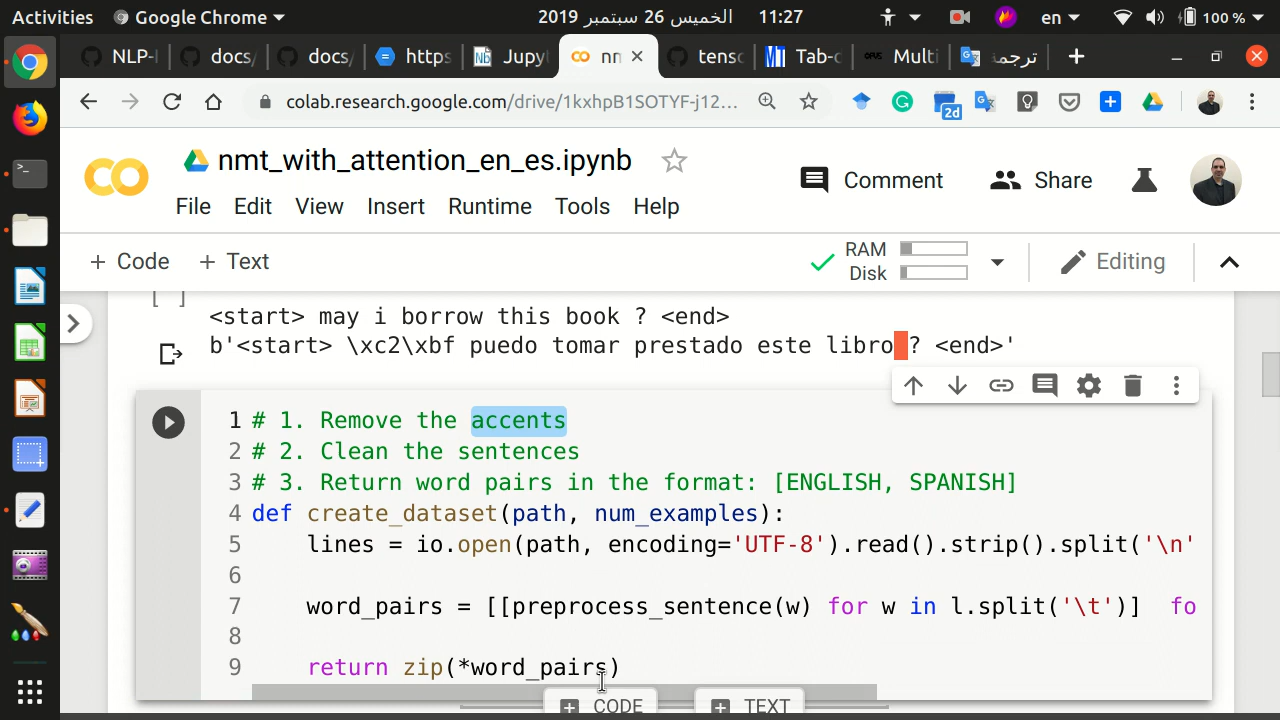 Activities Google Chrome الخميس 26 سبتمبر 2019 11:27 en 100 %
NLP- docs/ docs/ https Jupy nn tens Tab- Multi ترجمة
colab.research.google.com/drive/1kxhpB1SOTYF-j12... 2d
nmt_with_attention_en_es.ipynb
Comment Share
File Edit View Insert Runtime Tools Help
+ Code + Text RAM Disk Editing
[ ]
<start> may i borrow this book ? <end>
b'<start> \xc2\xbf puedo tomar prestado este libro ? <end>'
1 # 1. Remove the accents
2 # 2. Clean the sentences
3 # 3. Return word pairs in the format: [ENGLISH, SPANISH]
4 def create_dataset(path, num_examples):
5 lines = io.open(path, encoding='UTF-8').read().strip().split('\n'
6
7 word_pairs = [[preprocess_sentence(w) for w in l.split('\t')] fo
8
9 return zip(*word_pairs)
CODE TEXT